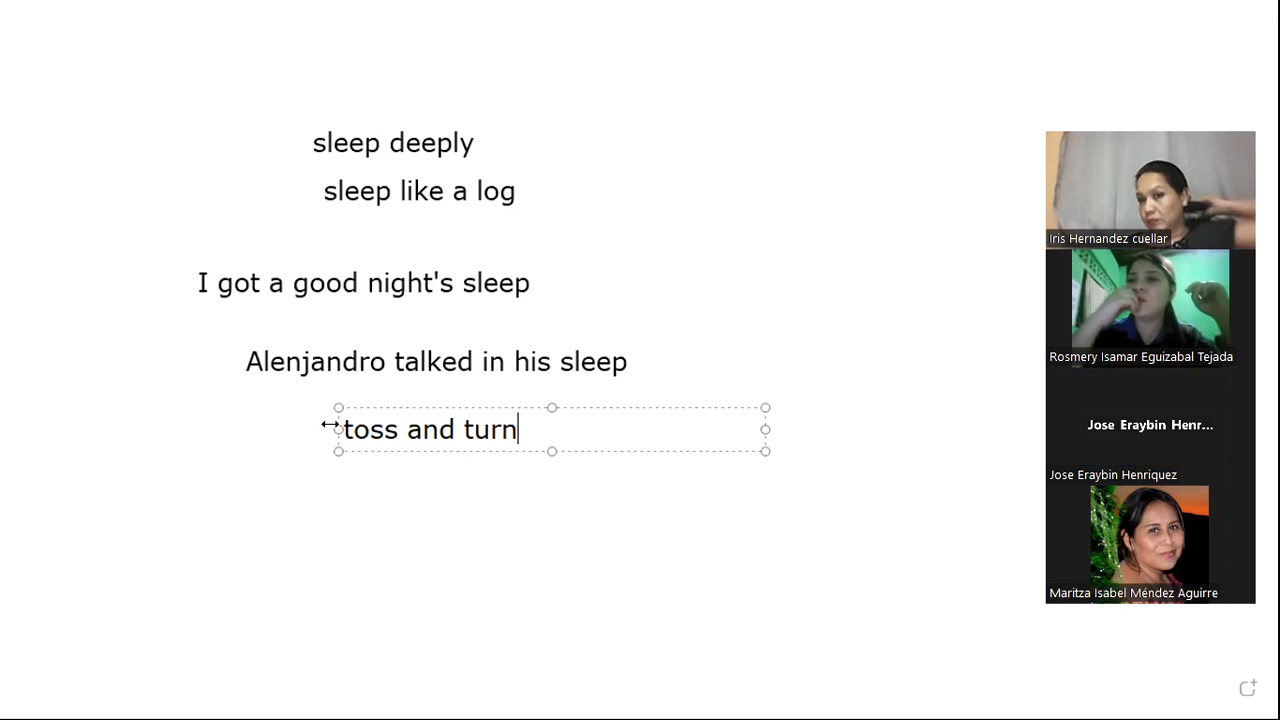 sleep deeply
sleep like a log
I got a good night's sleep
Alenjandro talked in his sleep
toss and turn
Iris Hernandez cuellar
Rosmery Isamar Eguizabal Tejada
Jose Eraybin Henr...
Jose Eraybin Henriquez
Maritza Isabel Méndez Aguirre